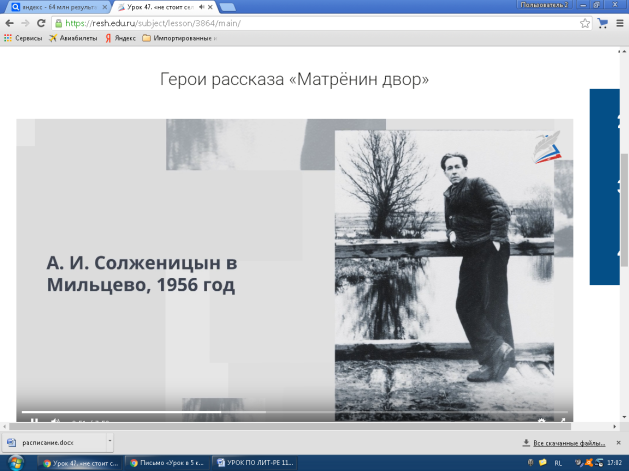 яндекс – 64 млн результ
Урок 47. «не стоит сел
Пользователь 2
https://resh.edu.ru/subject/lesson/3864/main/
Сервисы
Авиабилеты
Яндекс
Импортированные и
Герои рассказа «Матрёнин двор»
А. И. Солженицын в
Мильцево, 1956 год
расписание.docx
Все скачанные файлы...
Урок 47. «не стоит с...
Письмо «Урок в 5 к...
УРОК ПО ЛИТ-РЕ 11...
RL
17:02